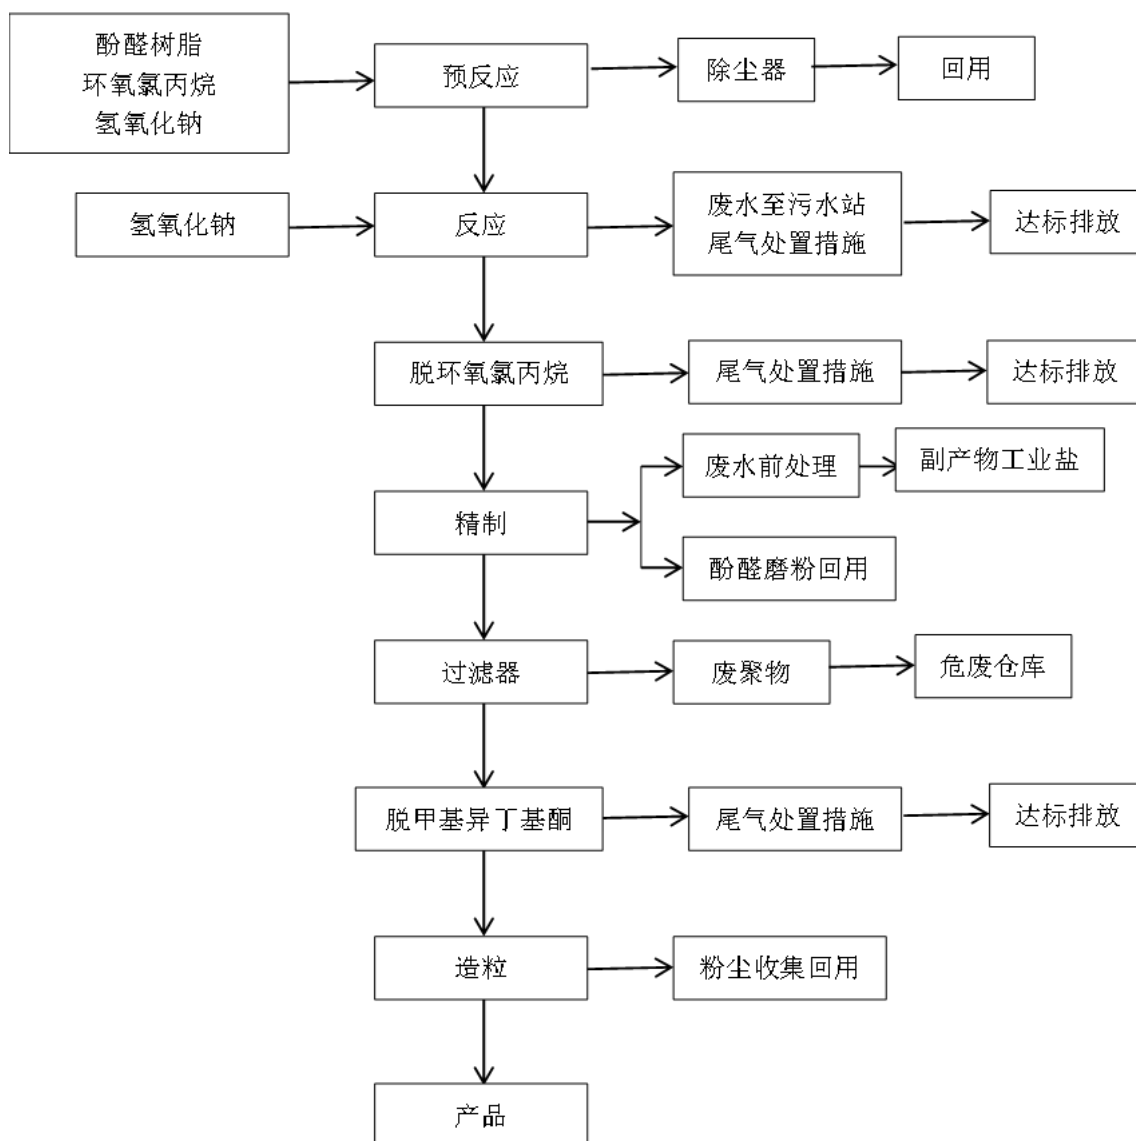 酚醛树脂
环氧氯丙烷
氢氧化钠
预反应
除尘器
回用
氢氧化钠
反应
废水至污水站
尾气处置措施
达标排放
脱环氧氯丙烷
尾气处置措施
达标排放
废水前处理
副产物工业盐
精制
酚醛磨粉回用
过滤器
废聚物
危废仓库
脱甲基异丁基酮
尾气处置措施
达标排放
造粒
粉尘收集回用
产品